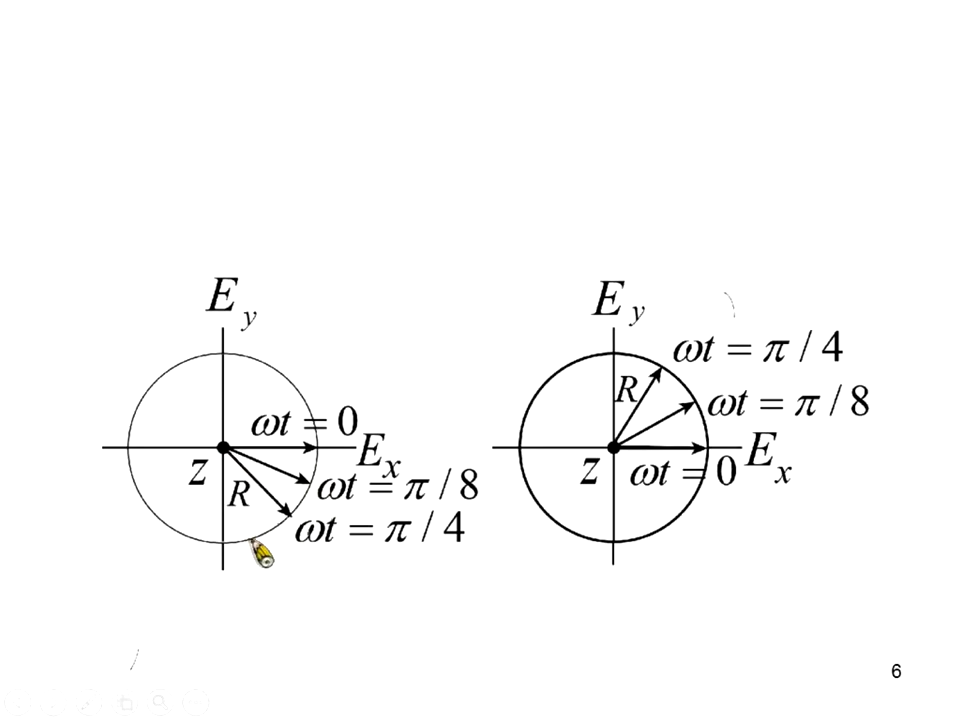 E_y
ωt = 0
E_x
z
R
ωt = π / 8
ωt = π / 4
E_y
ωt = π / 4
R
ωt = π / 8
E_x
z
ωt = 0
6